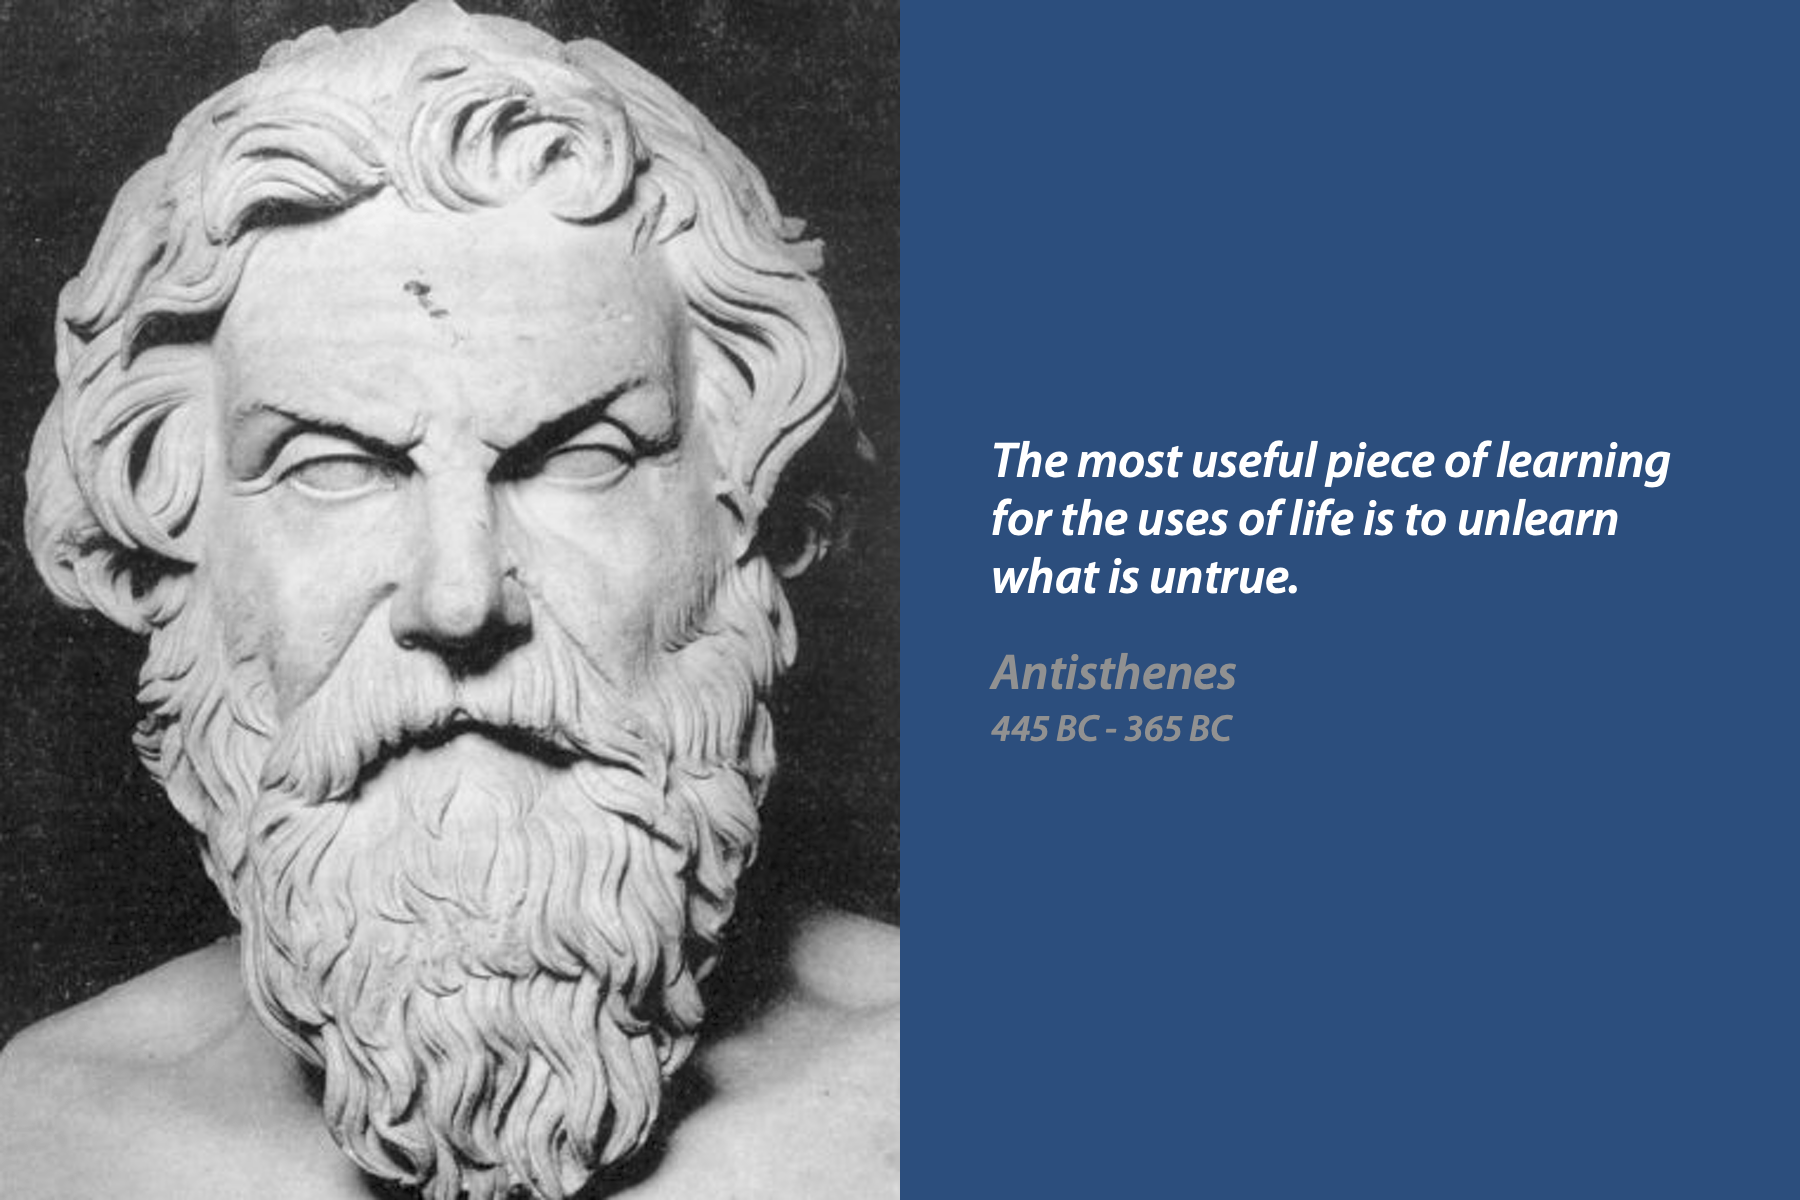 The most useful piece of learning
for the uses of life is to unlearn
what is untrue.
Antisthenes
445 BC - 365 BC